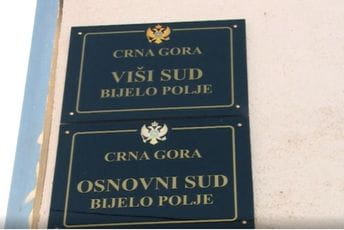 CRNA GORA
VIŠI SUD
BIJELO POLJE
CRNA GORA
OSNOVNI SUD
BIJELO POLJE